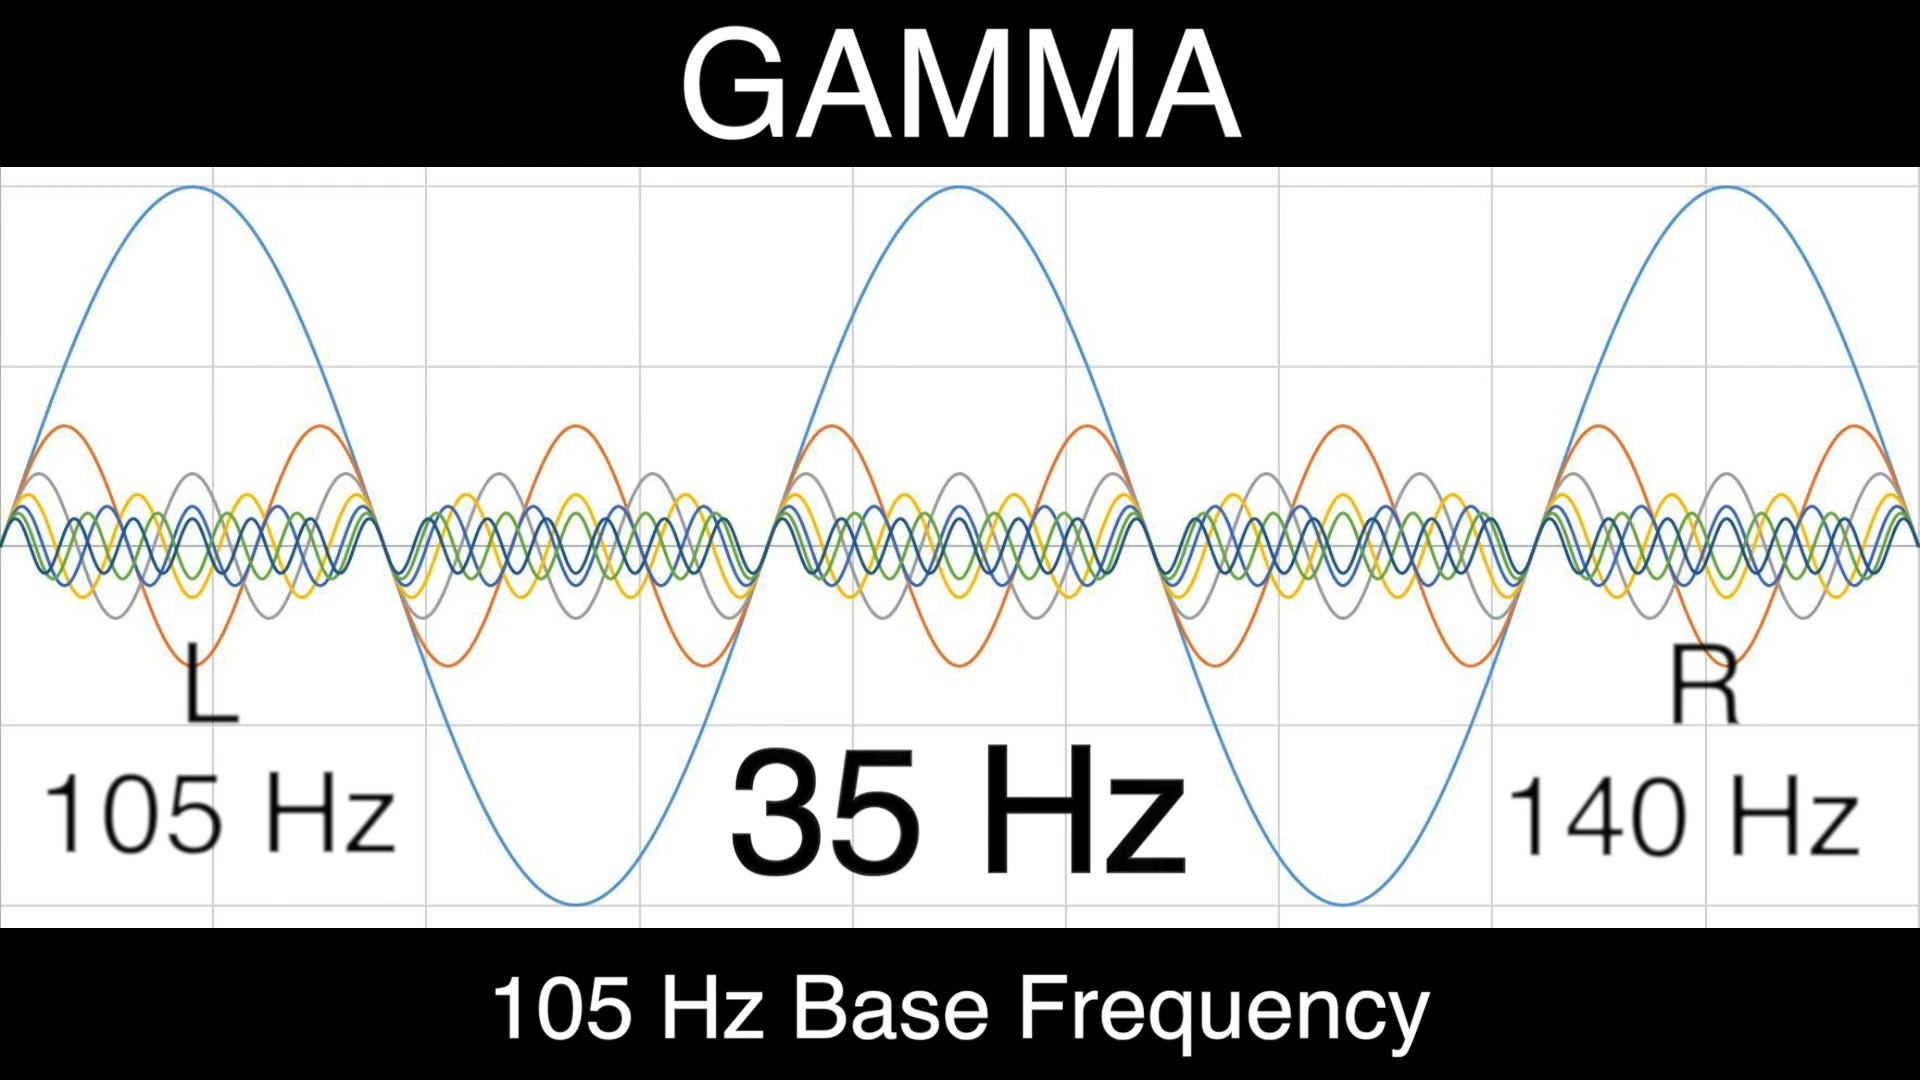 GAMMA
L
R
105 Hz
35 Hz
140 Hz
105 Hz Base Frequency